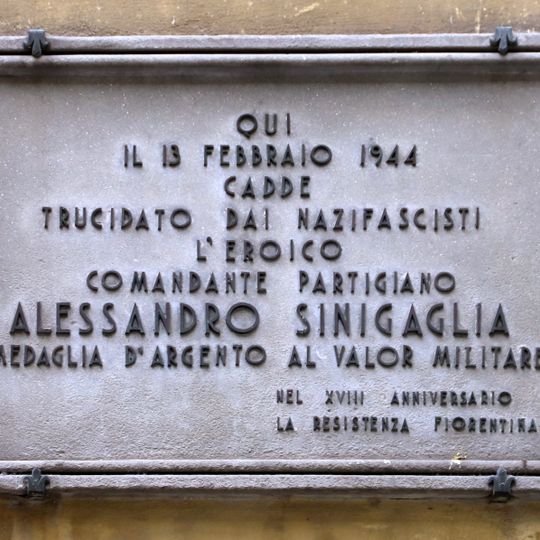 QUI
IL 13 FEBBRAIO 1944
CADDE
TRUCIDATO DAI NAZIFASCISTI
L'EROICO
COMANDANTE PARTIGIANO
ALESSANDRO SINIGAGLIA
MEDAGLIA D'ARGENTO AL VALOR MILITARE
NEL XVIII ANNIVERSARIO
LA RESISTENZA FIORENTINA